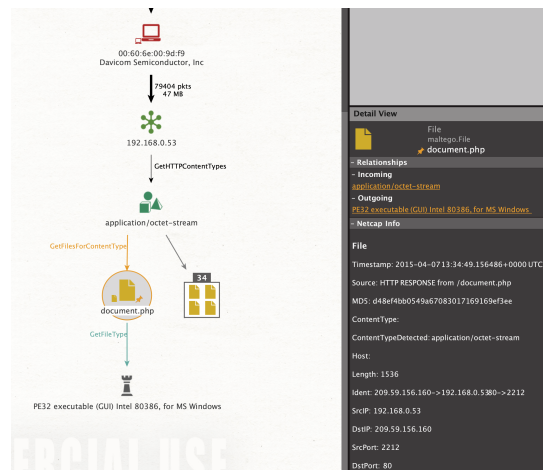 00:60:6e:00:9d:f9
Davicom Semiconductor, Inc
79404 pkts
47 MB
192.168.0.53
GetHTTPContentTypes
application/octet-stream
GetFilesForContentType
34
document.php
GetFileType
PE32 executable (GUI) Intel 80386, for MS Windows
ERCIAL USE
Detail View
File
maltego.File
document.php
- Relationships
- Incoming
application/octet-stream
- Outgoing
PE32 executable (GUI) Intel 80386, for MS Windows
- Netcap Info
File
Timestamp: 2015-04-07 13:34:49.156486 +0000 UTC
Source: HTTP RESPONSE from /document.php
MD5: d48ef4bb0549a67083017169169ef3ee
ContentType:
ContentTypeDetected: application/octet-stream
Host:
Length: 1536
Ident: 209.59.156.160->192.168.0.5380->2212
SrcIP: 192.168.0.53
DstIP: 209.59.156.160
SrcPort: 2212
DstPort: 80